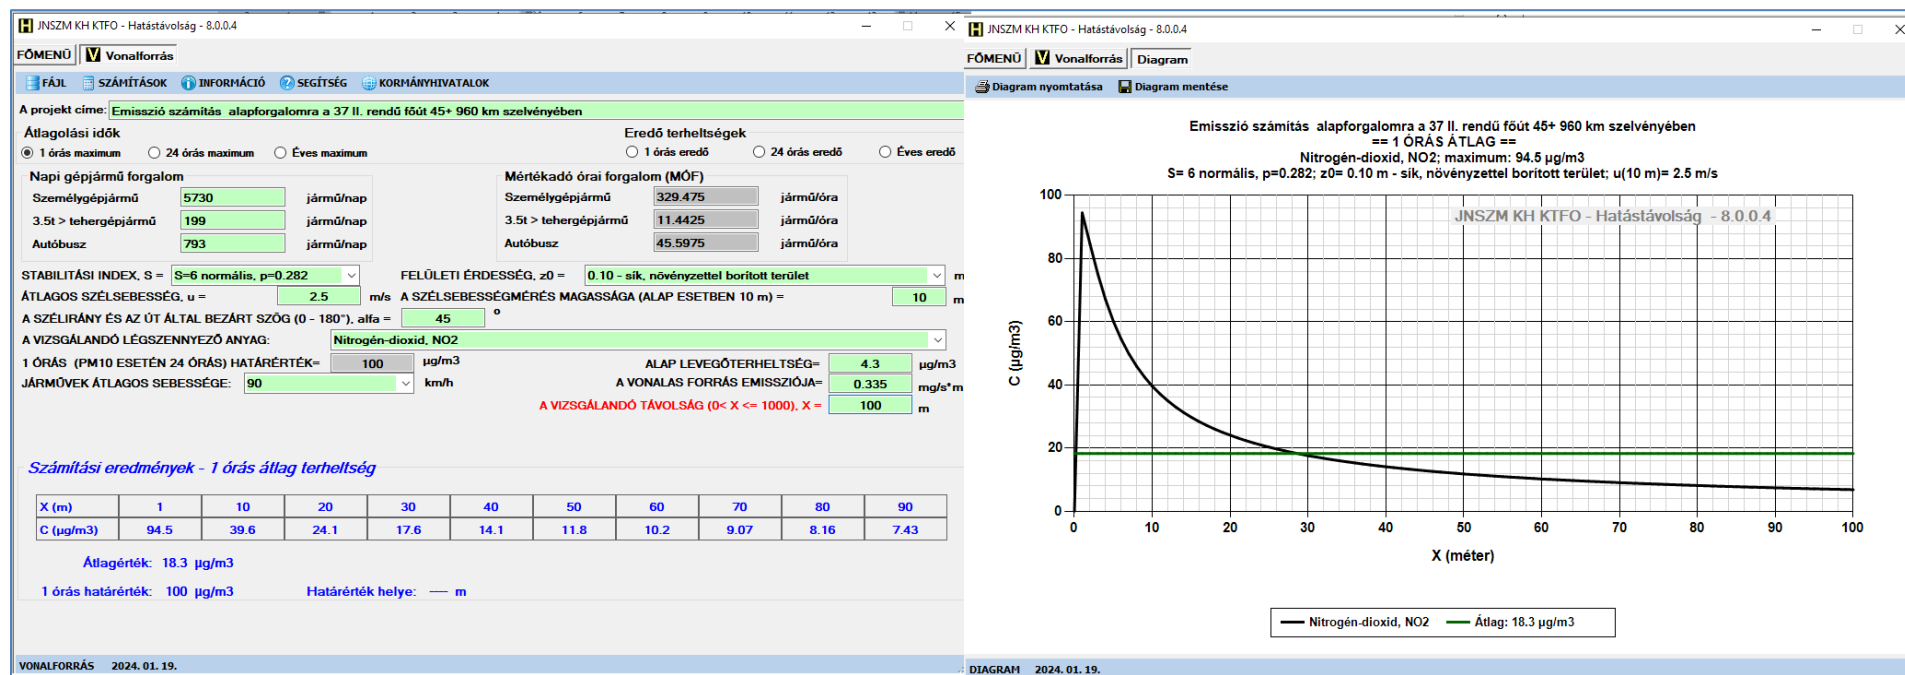 JNSZM KH KTFO - Hatástávolság - 8.0.0.4
FŐMENÜ Vonalforrás
FÁJL SZÁMÍTÁSOK INFORMÁCIÓ SEGÍTSÉG KORMÁNYHIVATALOK
A projekt címe: Emisszió számítás alapforgalomra a 37 II. rendű főút 45+ 960 km szelvényében
Átlagolási idők Eredő terheltségek
1 órás maximum 24 órás maximum Éves maximum 1 órás eredő 24 órás eredő Éves eredő
Napi gépjármű forgalom Mértékadó órai forgalom (MÓF)
Személygépjármű 5730 jármű/nap Személygépjármű 329.475 jármű/óra
3.5t > tehergépjármű 199 jármű/nap 3.5t > tehergépjármű 11.4425 jármű/óra
Autóbusz 793 jármű/nap Autóbusz 45.5975 jármű/óra
STABILITÁSI INDEX, S = S=6 normális, p=0.282 FELÜLETI ÉRDESSÉG, z0 = 0.10 - sík, növényzettel borított terület m
ÁTLAGOS SZÉLSEBESSÉG, u = 2.5 m/s A SZÉLSEBESSÉGMÉRÉS MAGASSÁGA (ALAP ESETBEN 10 m) = 10 m
A SZÉLIRÁNY ÉS AZ ÚT ÁLTAL BEZÁRT SZÖG (0 - 180°), alfa = 45 °
A VIZSGÁLANDÓ LÉGSZENNYEZŐ ANYAG: Nitrogén-dioxid, NO2
1 ÓRÁS (PM10 ESETÉN 24 ÓRÁS) HATÁRÉRTÉK= 100 µg/m3 ALAP LEVEGŐTERHELTSÉG= 4.3 µg/m3
JÁRMŰVEK ÁTLAGOS SEBESSÉGE: 90 km/h A VONALAS FORRÁS EMISSZIÓJA= 0.335 mg/s*m
A VIZSGÁLANDÓ TÁVOLSÁG (0< X <= 1000), X = 100 m
Számítási eredmények - 1 órás átlag terheltség
X (m) 1 10 20 30 40 50 60 70 80 90
C (µg/m3) 94.5 39.6 24.1 17.6 14.1 11.8 10.2 9.07 8.16 7.43
Átlagérték: 18.3 µg/m3
1 órás határérték: 100 µg/m3 Határérték helye: --- m
VONALFORRÁS 2024. 01. 19.
JNSZM KH KTFO - Hatástávolság - 8.0.0.4
FŐMENÜ Vonalforrás Diagram
Diagram nyomtatása Diagram mentése
Emisszió számítás alapforgalomra a 37 II. rendű főút 45+ 960 km szelvényében
== 1 ÓRÁS ÁTLAG ==
Nitrogén-dioxid, NO2; maximum: 94.5 µg/m3
S= 6 normális, p=0.282; z0= 0.10 m - sík, növényzettel borított terület; u(10 m)= 2.5 m/s
JNSZM KH KTFO - Hatástávolság - 8.0.0.4
100
80
60
40
20
0
C (µg/m3)
0 10 20 30 40 50 60 70 80 90 100
X (méter)
Nitrogén-dioxid, NO2 Átlag: 18.3 µg/m3
DIAGRAM 2024. 01. 19.